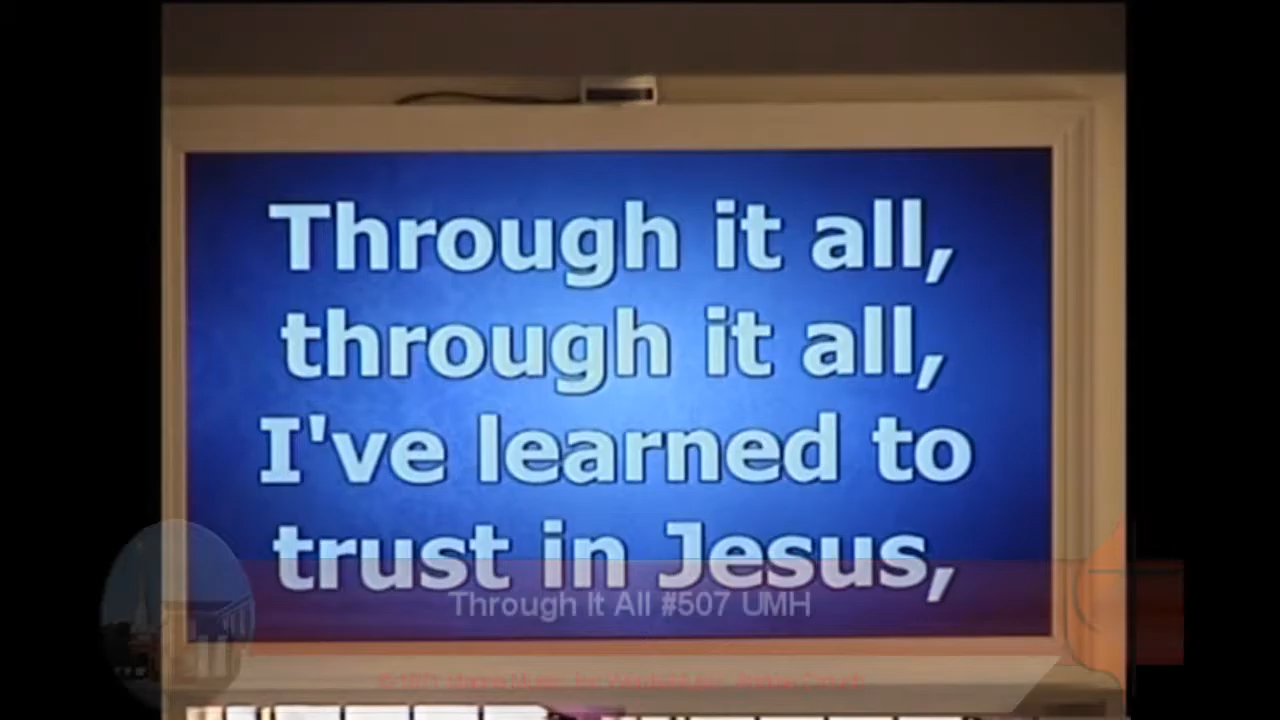 Through it all,
through it all,
I've learned to
trust in Jesus,
Through It All #507 UMH